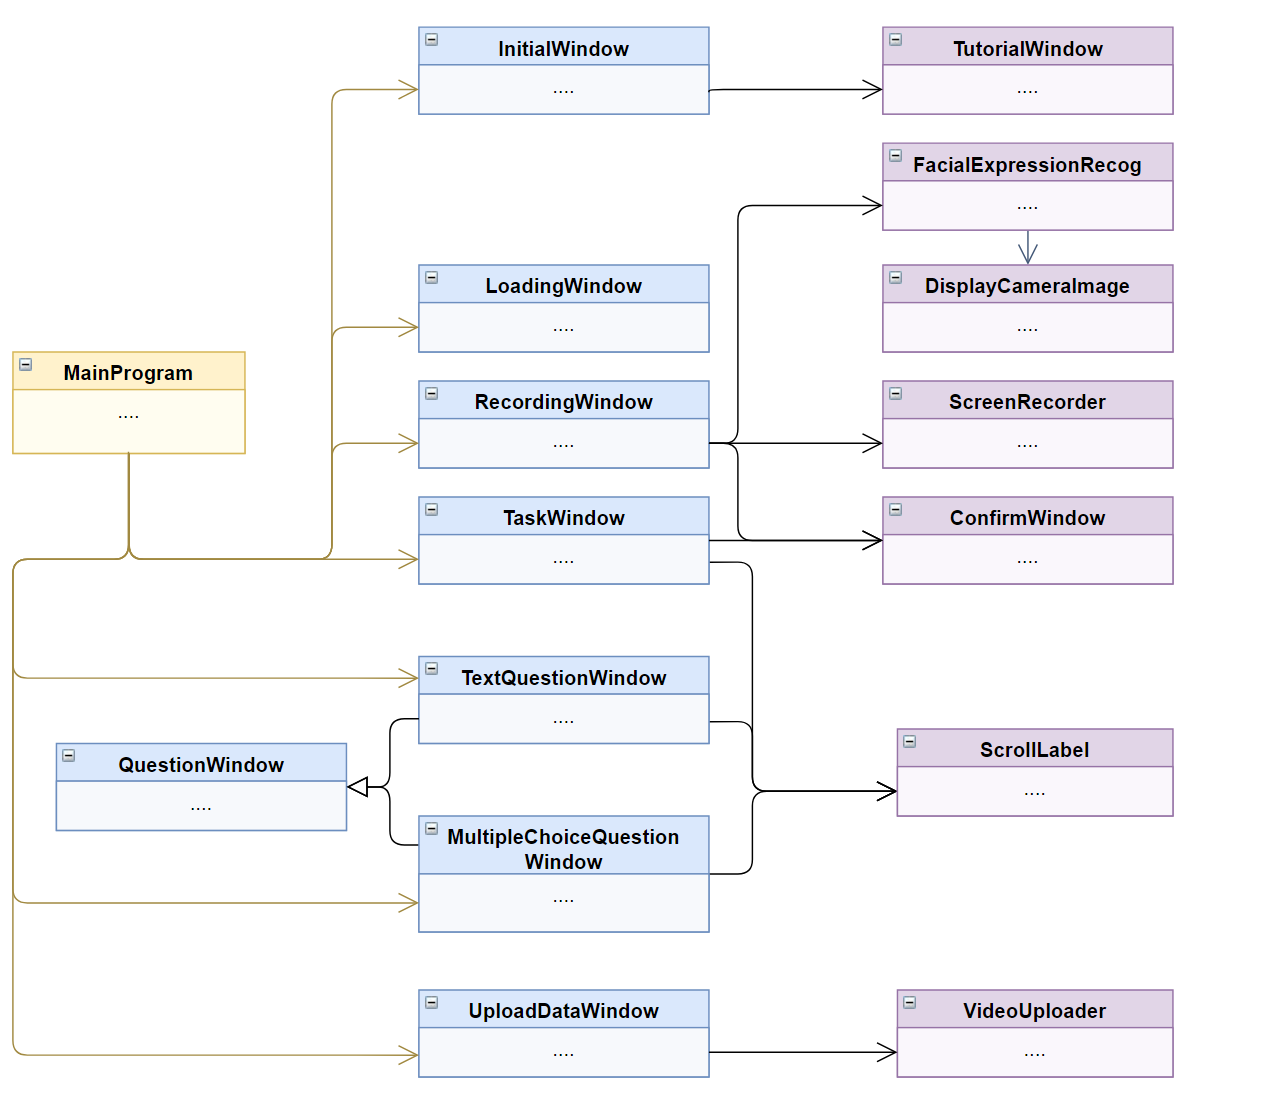 InitialWindow
....
TutorialWindow
....
FacialExpressionRecog
....
LoadingWindow
....
DisplayCameraImage
....
MainProgram
....
RecordingWindow
....
ScreenRecorder
....
TaskWindow
....
ConfirmWindow
....
TextQuestionWindow
....
QuestionWindow
....
ScrollLabel
....
MultipleChoiceQuestion
Window
....
UploadDataWindow
....
VideoUploader
....